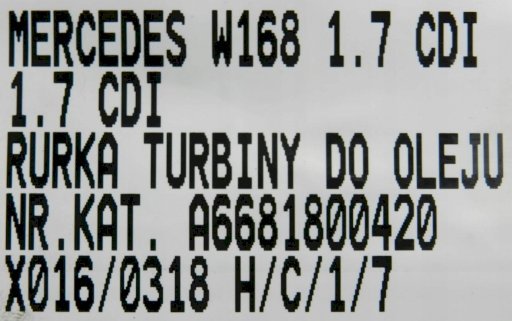 MERCEDES W168 1.7 CDI
1.7 CDI
RURKA TURBINY DO OLEJU
NR.KAT. A6681800420
X016/0318 H/C/1/7